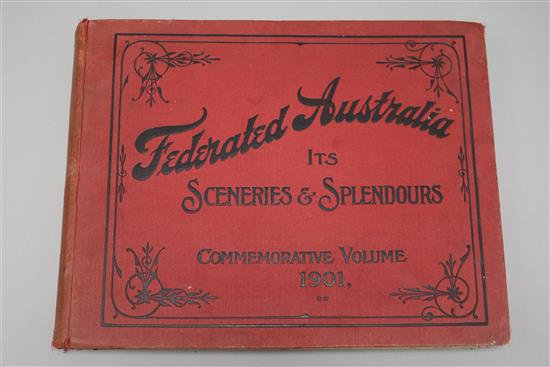 Federated Australia
ITS
SCENERIES & SPLENDOURS
COMMEMORATIVE VOLUME
1901.